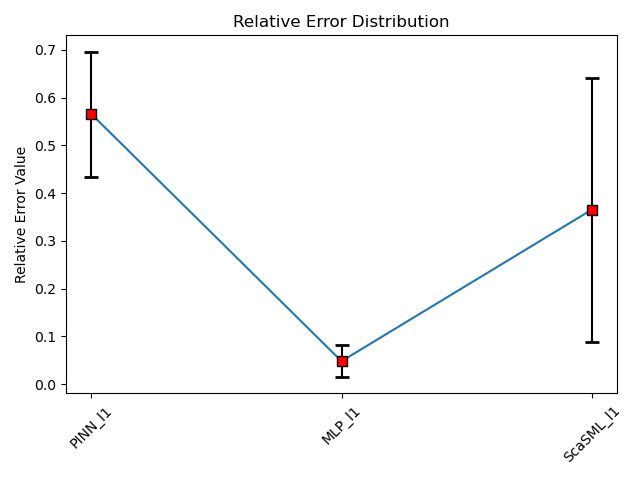 Relative Error Distribution
Relative Error Value
0.7
0.6
0.5
0.4
0.3
0.2
0.1
0.0
PINN_l1
MLP_l1
ScaSML_l1